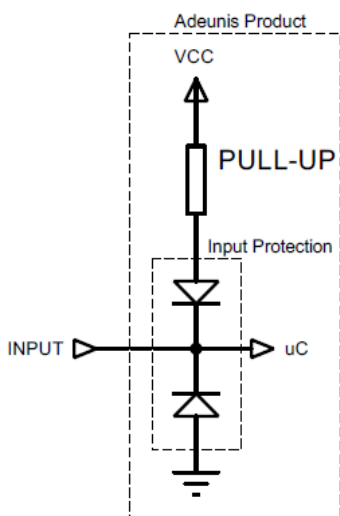 Adeunis Product
VCC
PULL-UP
Input Protection
INPUT
uC